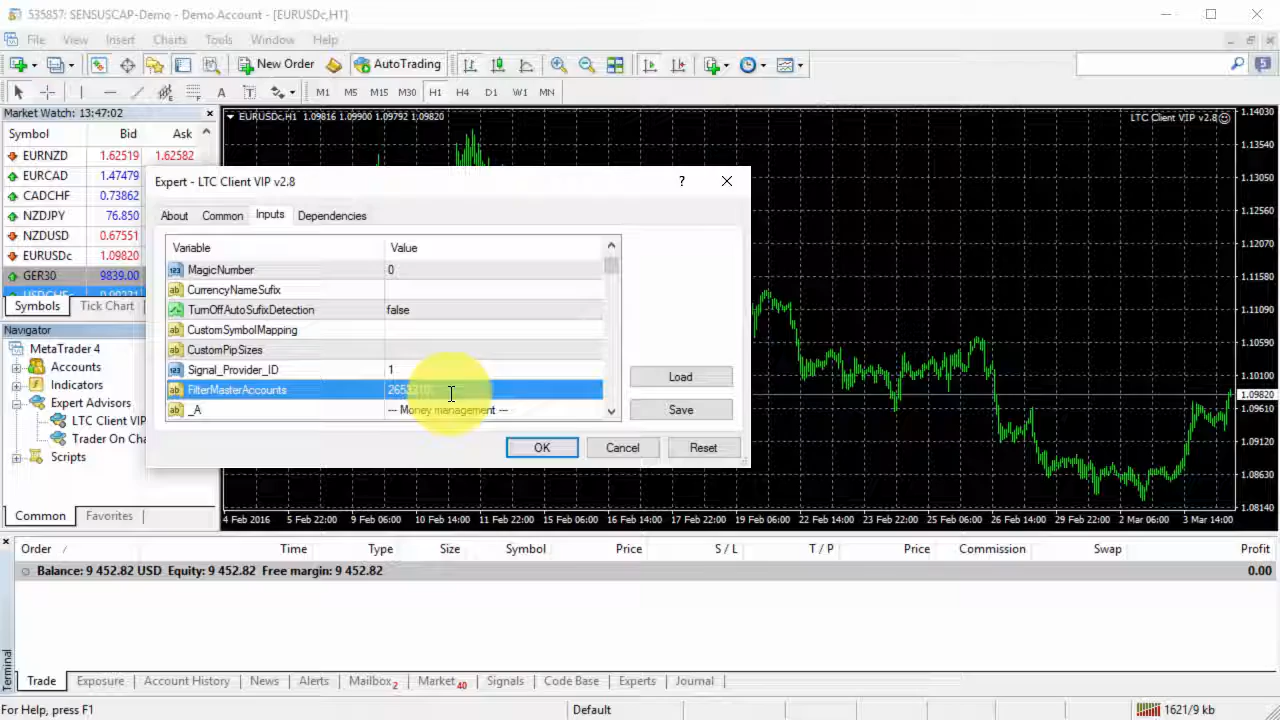 535857: SENSUSCAP-Demo - Demo Account - [EURUSDc,H1]
File View Insert Charts Tools Window Help
New Order AutoTrading 5
A T M1 M5 M15 M30 H1 H4 D1 W1 MN
Market Watch: 13:47:02
Symbol Bid Ask
EURNZD 1.62519 1.62582
EURCAD 1.47479
CADCHF 0.73862
NZDJPY 76.850
NZDUSD 0.67551
EURUSDc 1.09820
GER30 9839.00
Symbols Tick Chart
Navigator
MetaTrader 4
Accounts
Indicators
Expert Advisors
LTC Client VIP
Trader On Cha
Scripts
Common Favorites
EURUSDc,H1 1.09816 1.09900 1.09792 1.09820
LTC Client VIP v2.8
1.14030
1.13540
1.13050
1.12560
1.12070
1.11580
1.11090
1.10600
1.10100
1.09820
1.09610
1.09120
1.08630
1.08140
4 Feb 2016 5 Feb 22:00 9 Feb 06:00 10 Feb 14:00 11 Feb 22:00 15 Feb 06:00 16 Feb 14:00 17 Feb 22:00 19 Feb 06:00 22 Feb 14:00 23 Feb 22:00 25 Feb 06:00 26 Feb 14:00 29 Feb 22:00 2 Mar 06:00 3 Mar 14:00
Expert - LTC Client VIP v2.8 ?
About Common Inputs Dependencies
Variable Value
MagicNumber 0
CurrencyNameSufix
TurnOffAutoSufixDetection false
CustomSymbolMapping
CustomPipSizes
Signal_Provider_ID 1
FilterMasterAccounts
_A --- Money management ---
Load
Save
OK Cancel Reset
Order / Time Type Size Symbol Price S / L T / P Price Commission Swap Profit
Balance: 9 452.82 USD Equity: 9 452.82 Free margin: 9 452.82 0.00
Terminal
Trade Exposure Account History News Alerts Mailbox 2 Market 40 Signals Code Base Experts Journal
For Help, press F1 Default 1621/9 kb